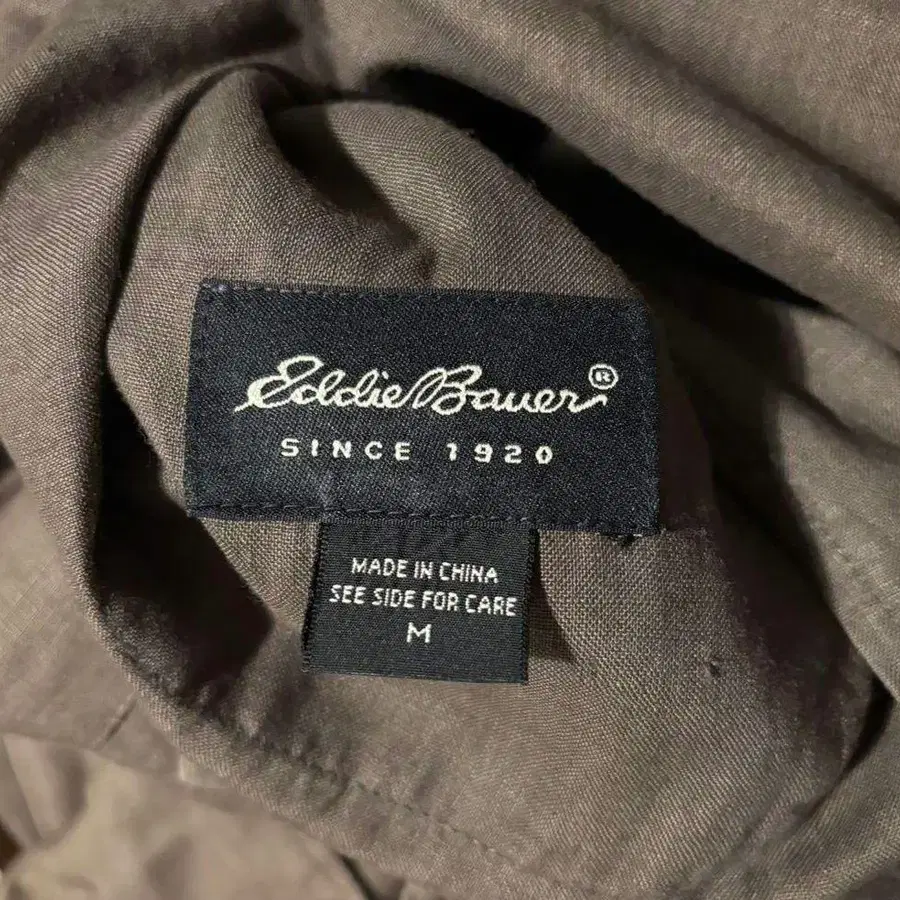 Eddie Bauer®
SINCE 1920
MADE IN CHINA
SEE SIDE FOR CARE
M